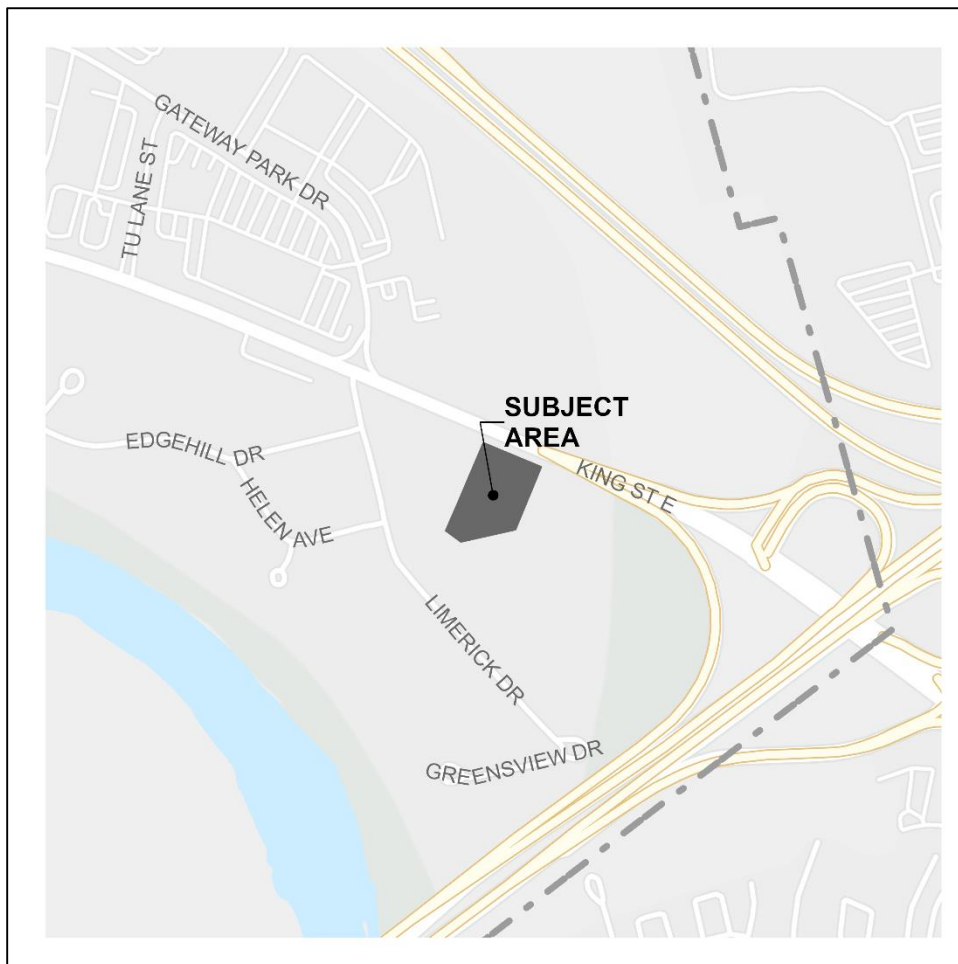 GATEWAY PARK DR
TU LANE ST
SUBJECT
AREA
EDGEHILL DR
KING ST E
HELEN AVE
LIMERICK DR
GREENSVIEW DR